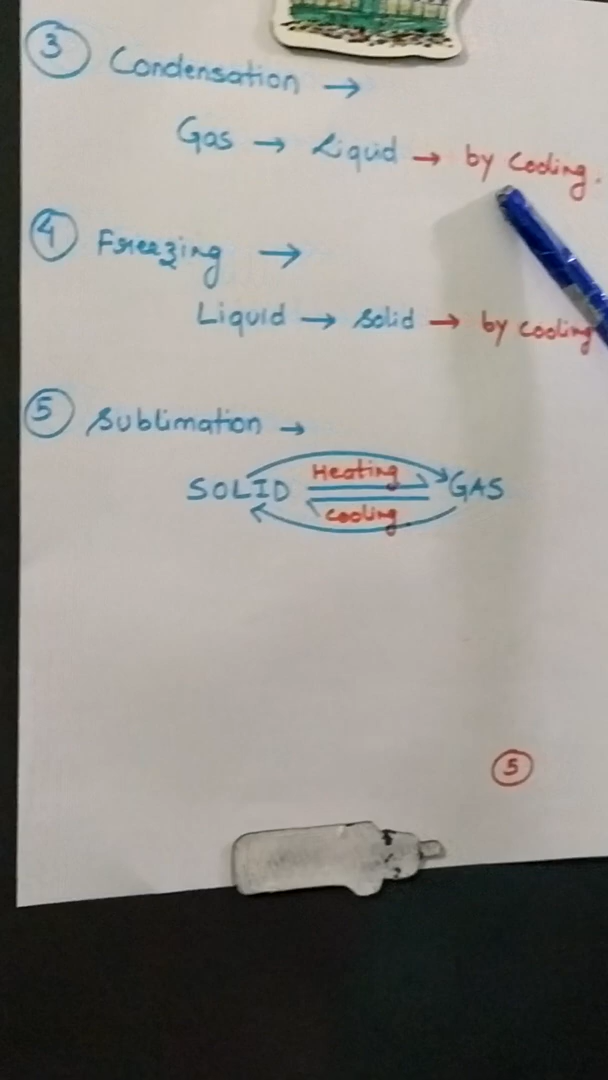 ③ Condensation →
Gas → Liquid → by Cooling.
④ Freezing →
Liquid → Solid → by cooling
⑤ Sublimation →
Heating
SOLID GAS
Cooling
⑤